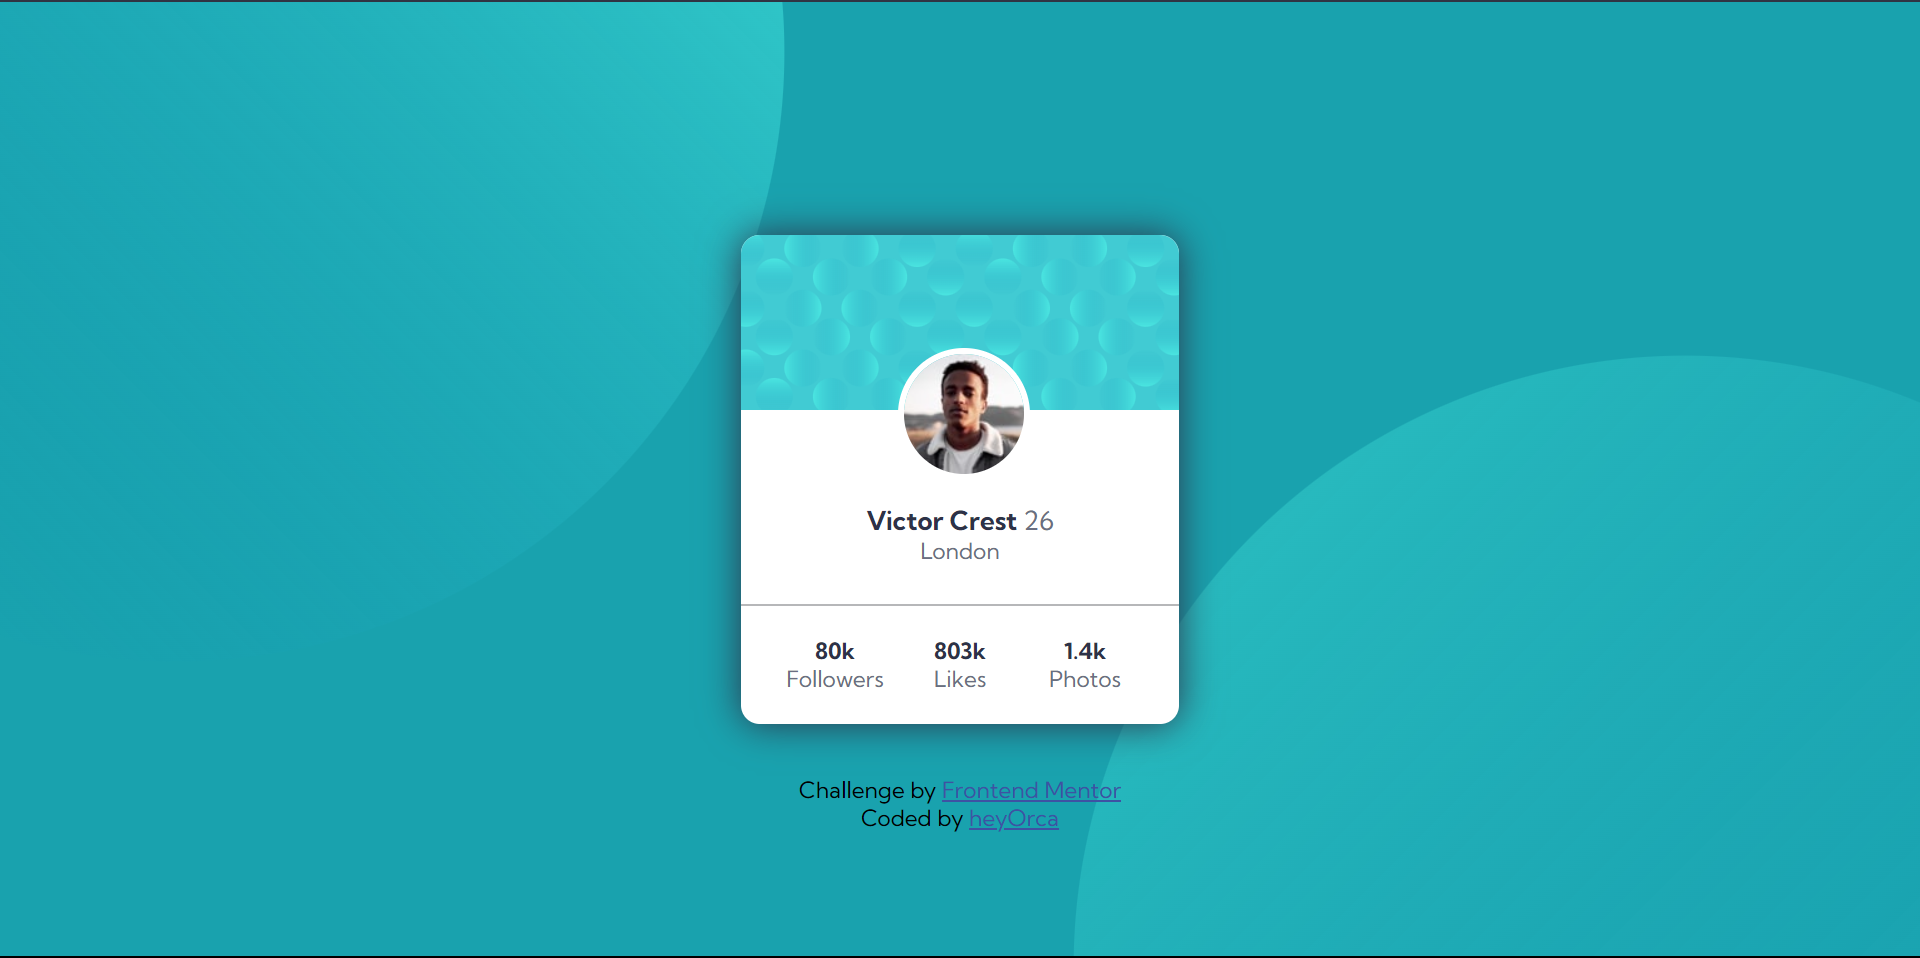 Victor Crest 26
London
80k 803k 1.4k
Followers Likes Photos
Challenge by Frontend Mentor
Coded by heyOrca